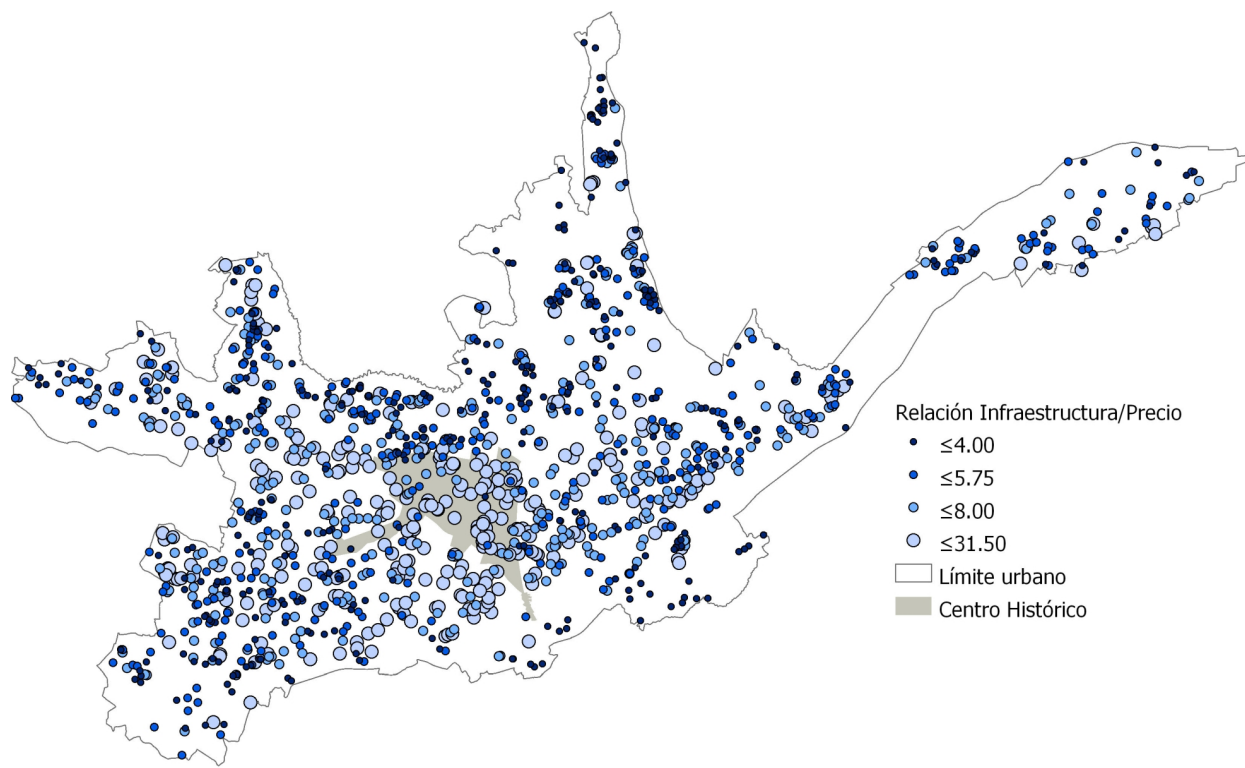 Relación Infraestructura/Precio
≤4.00
≤5.75
≤8.00
≤31.50
Límite urbano
Centro Histórico